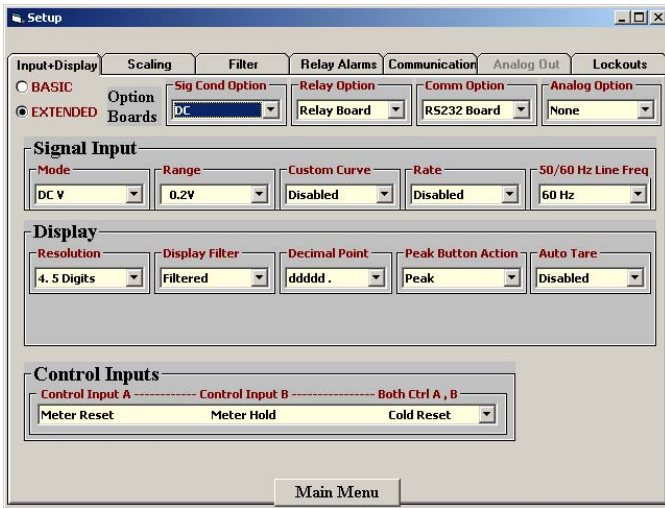 Setup
Input+Display Scaling Filter Relay Alarms Communication Analog Out Lockouts
BASIC
EXTENDED
Option Boards
Sig Cond Option Relay Option Comm Option Analog Option
DC Relay Board RS232 Board None
Signal Input
Mode Range Custom Curve Rate 50/60 Hz Line Freq
DC V 0.2V Disabled Disabled 60 Hz
Display
Resolution Display Filter Decimal Point Peak Button Action Auto Tare
4. 5 Digits Filtered ddddd . Peak Disabled
Control Inputs
Control Input A ------------ Control Input B ---------------- Both Ctrl A , B
Meter Reset Meter Hold Cold Reset
Main Menu